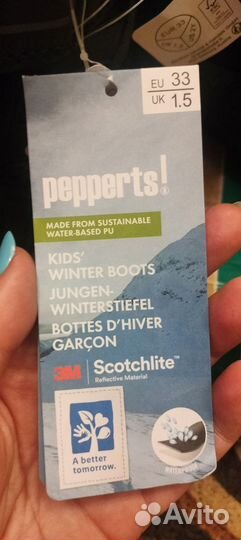 EU 33
UK 1.5
pepperts!
MADE FROM SUSTAINABLE
WATER-BASED PU
KIDS'
WINTER BOOTS
JUNGEN-
WINTERSTIEFEL
BOTTES D'HIVER
GARÇON
3M Scotchlite™
Reflective Material
A better
tomorrow.
Avito